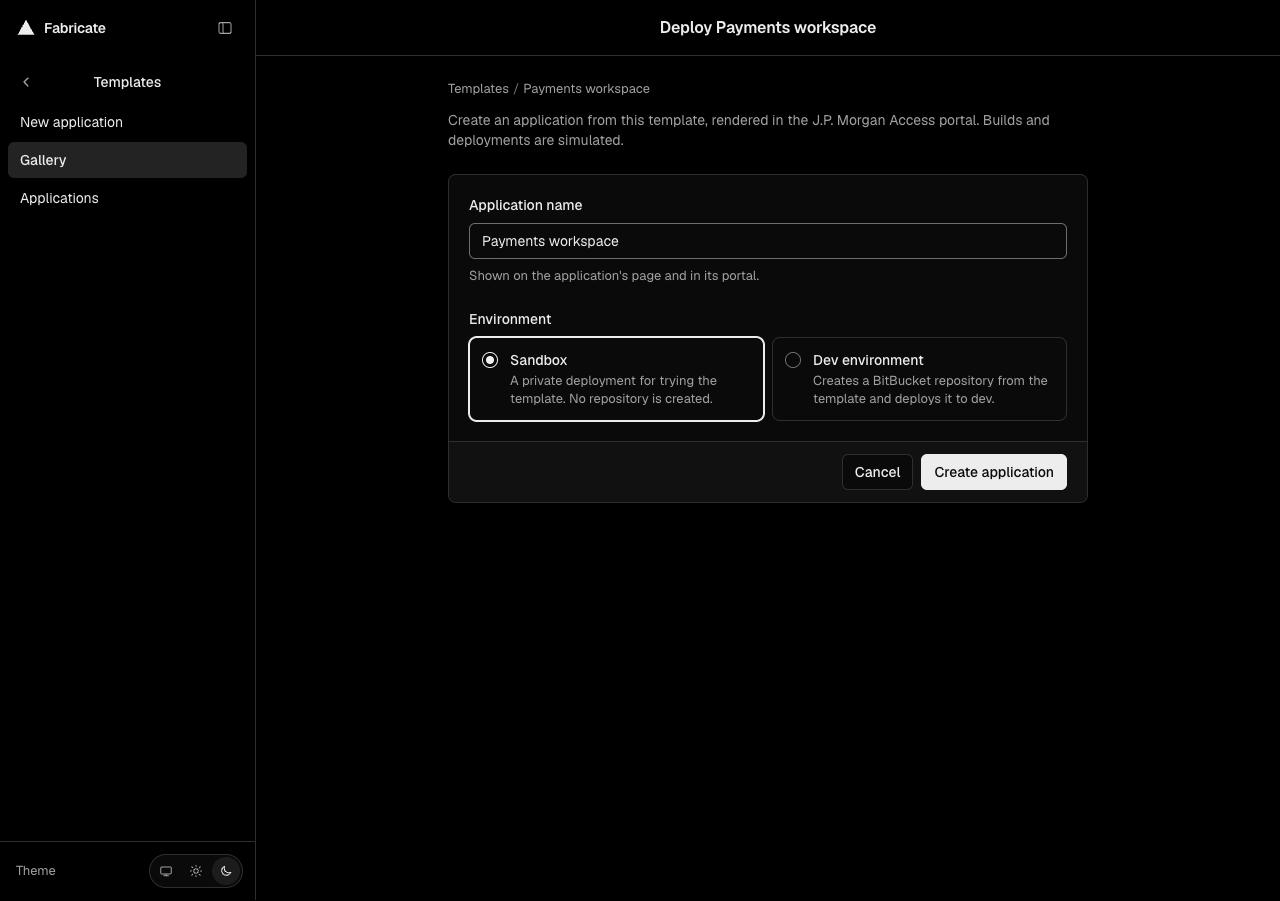 Fabricate
Deploy Payments workspace
Templates
New application
Gallery
Applications
Templates / Payments workspace
Create an application from this template, rendered in the J.P. Morgan Access portal. Builds and
deployments are simulated.
Application name
Payments workspace
Shown on the application's page and in its portal.
Environment
Sandbox
A private deployment for trying the
template. No repository is created.
Dev environment
Creates a BitBucket repository from the
template and deploys it to dev.
Cancel
Create application
Theme